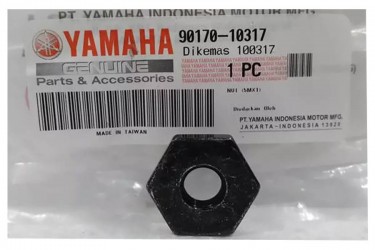 PT. YAMAHA INDONESIA MOTOR MFG.
YAMAHA
90170-10317
Dikemas 100317
GENUINE
Parts & Accessories
1 PC
MADE IN TAIWAN
PT. YAMAHA INDONESIA MOTOR MFG.
JAKARTA-INDONESIA 13920